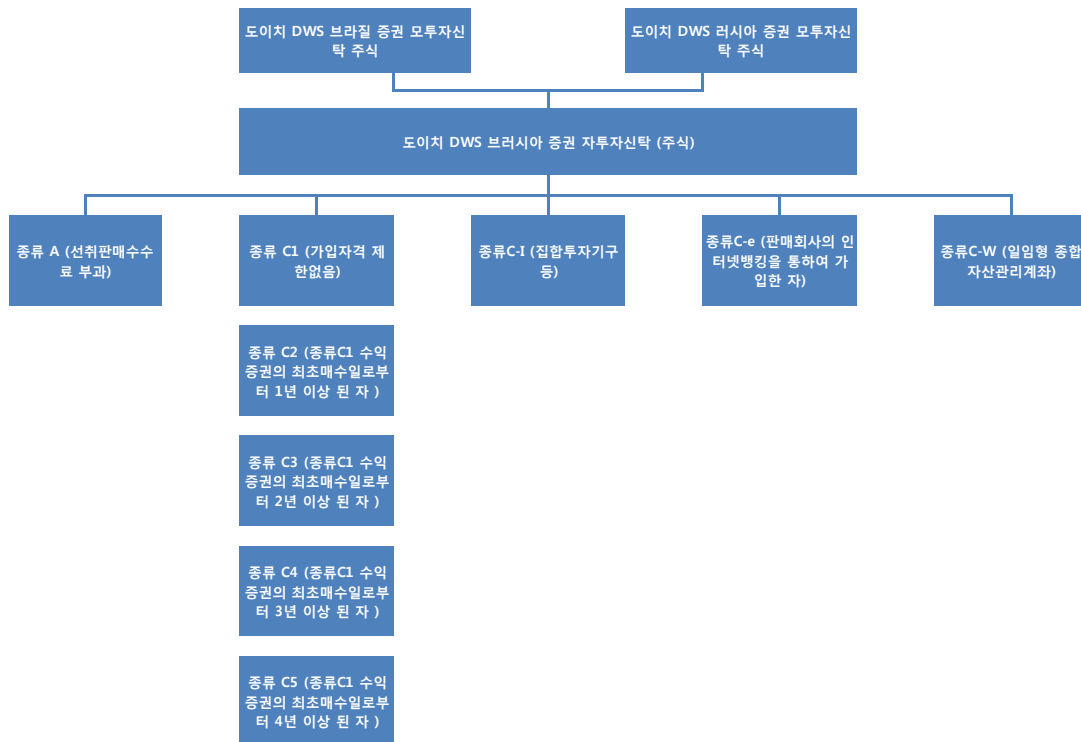 도이치 DWS 브라질 증권 모투자신
탁 주식
도이치 DWS 러시아 증권 모투자신
탁 주식
도이치 DWS 브러시아 증권 자투자신탁 (주식)
종류 A (선취판매수수
료 부과)
종류 C1 (가입자격 제
한없음)
종류C-I (집합투자기구
등)
종류C-e (판매회사의 인
터넷뱅킹을 통하여 가
입한 자)
종류C-W (일임형 종합
자산관리계좌)
종류 C2 (종류C1 수익
증권의 최초매수일로부
터 1년 이상 된 자 )
종류 C3 (종류C1 수익
증권의 최초매수일로부
터 2년 이상 된 자 )
종류 C4 (종류C1 수익
증권의 최초매수일로부
터 3년 이상 된 자 )
종류 C5 (종류C1 수익
증권의 최초매수일로부
터 4년 이상 된 자 )